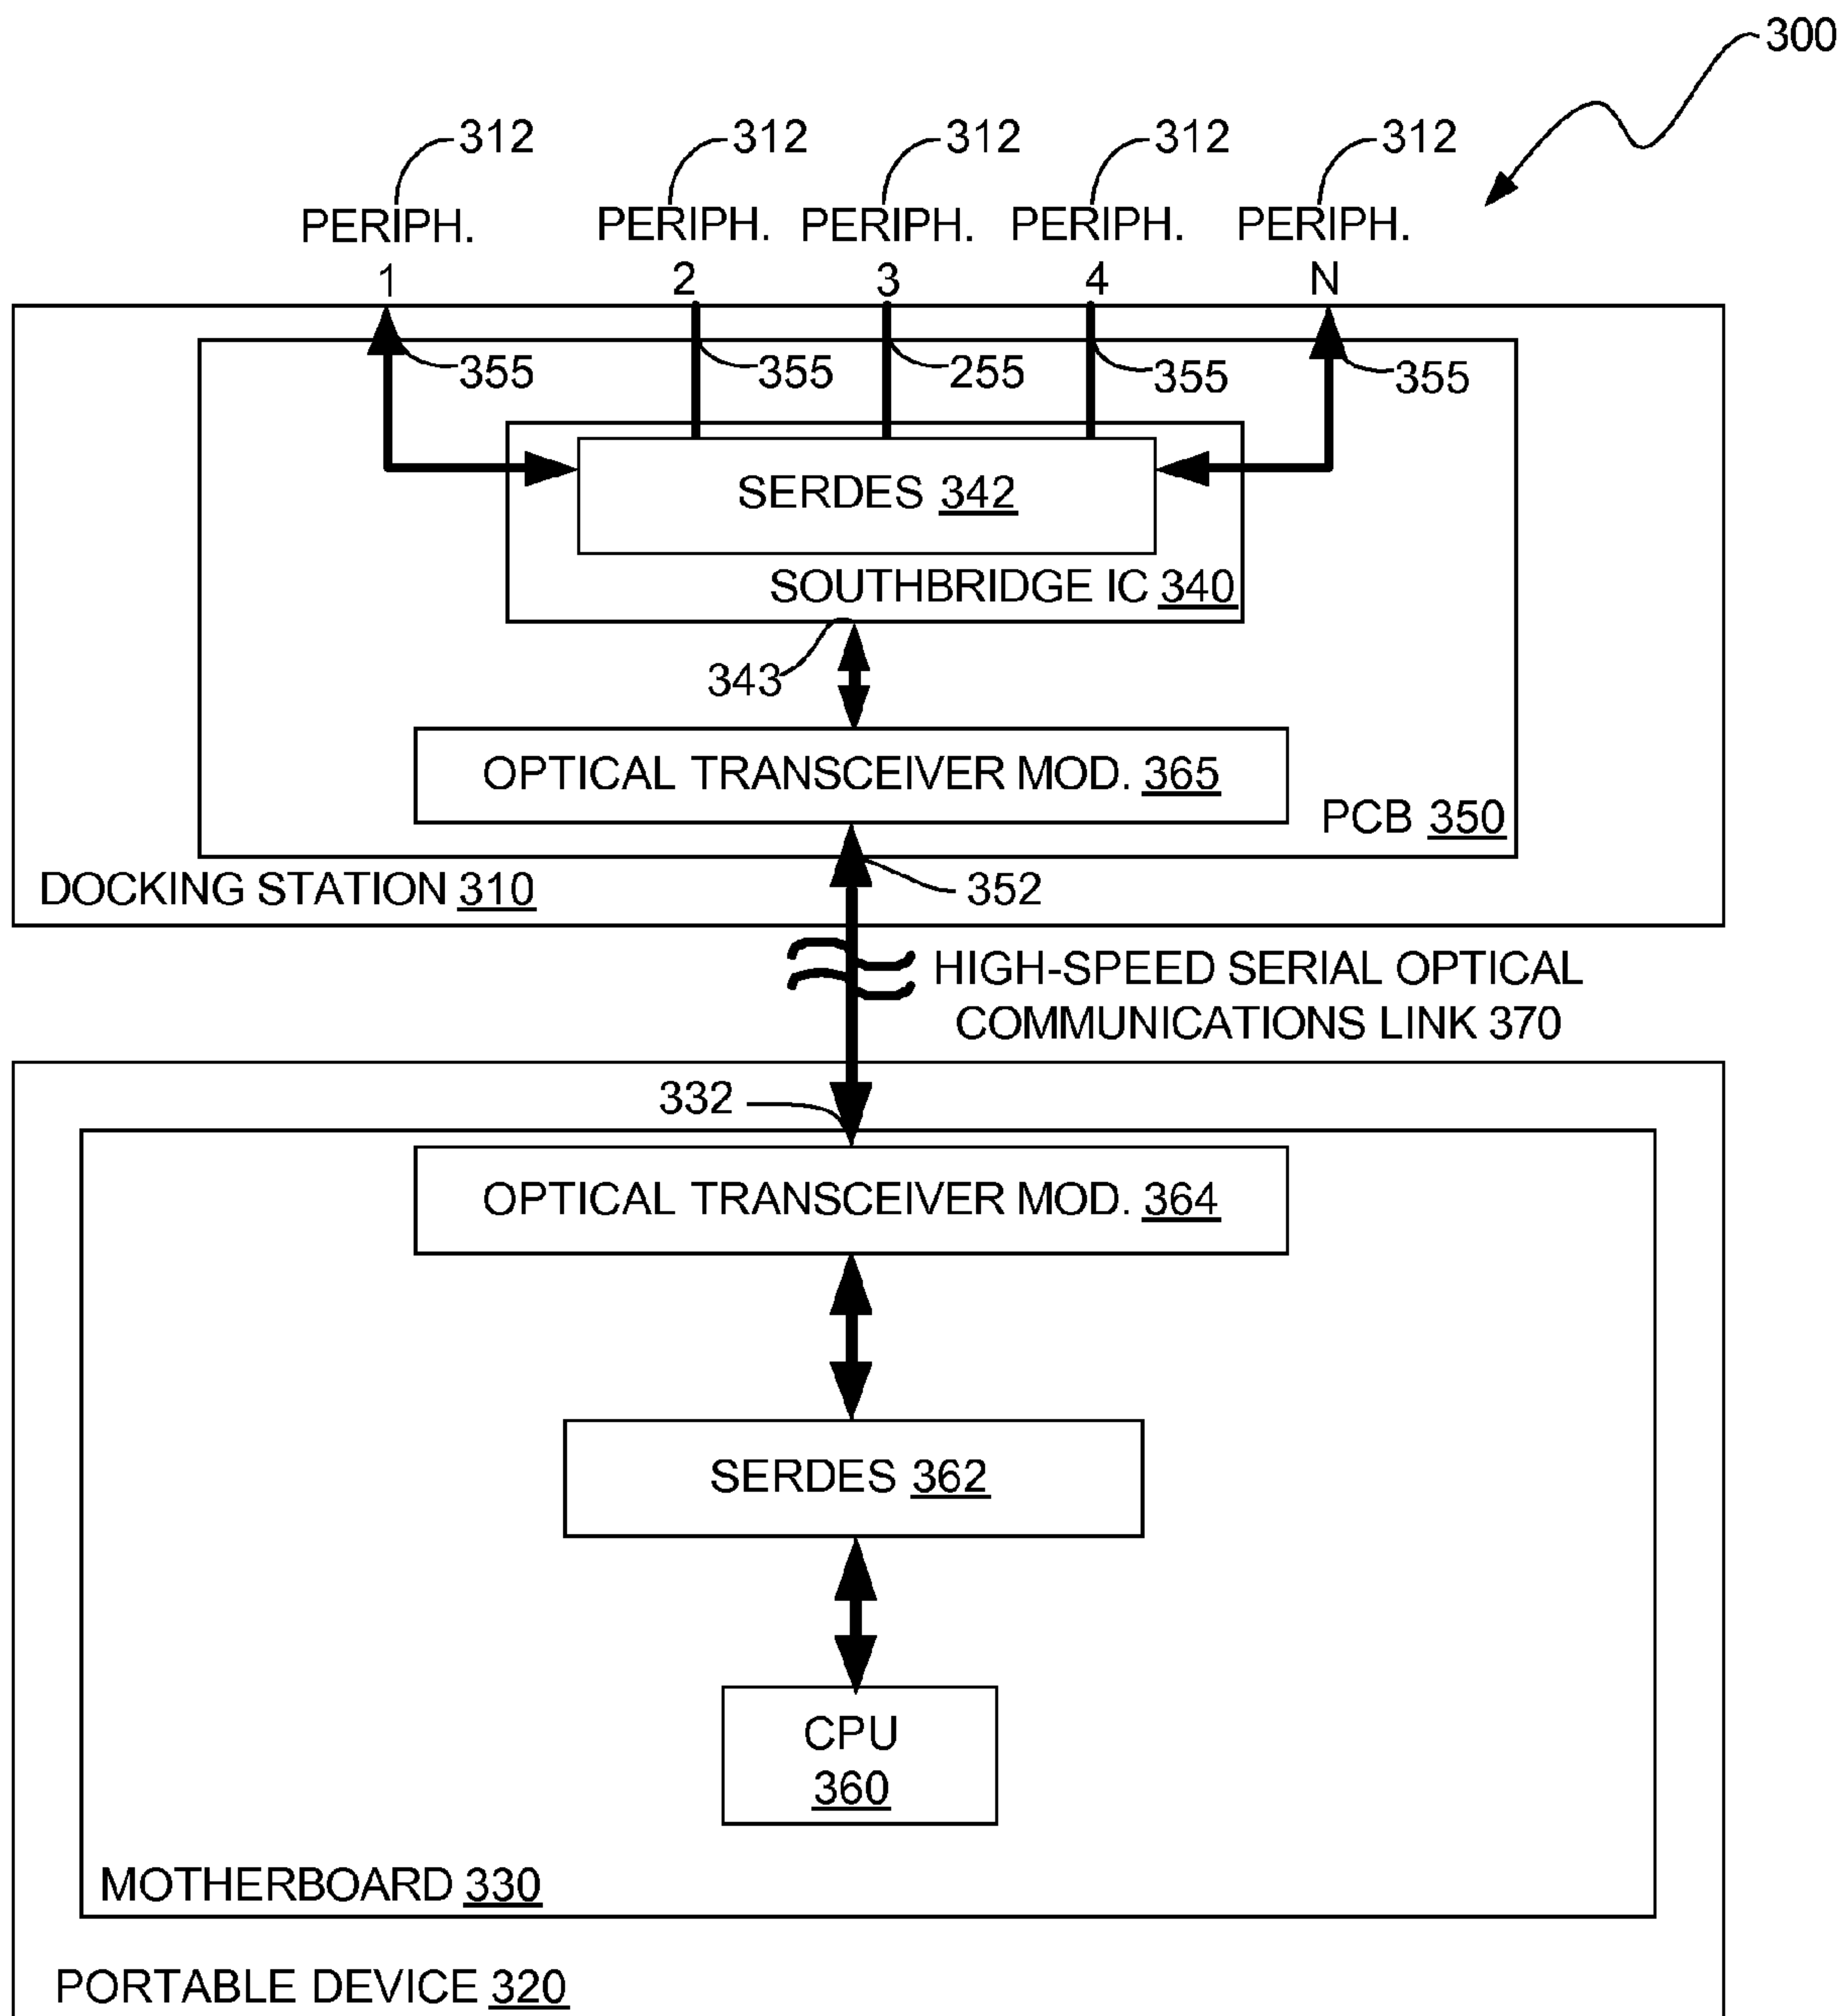 300
312 312 312 312 312
PERIPH. PERIPH. PERIPH. PERIPH. PERIPH.
1 2 3 4 N
355 355 255 355 355
SERDES 342
SOUTHBRIDGE IC 340
343
OPTICAL TRANSCEIVER MOD. 365
PCB 350
DOCKING STATION 310
352
HIGH-SPEED SERIAL OPTICAL
COMMUNICATIONS LINK 370
332
OPTICAL TRANSCEIVER MOD. 364
SERDES 362
CPU
360
MOTHERBOARD 330
PORTABLE DEVICE 320